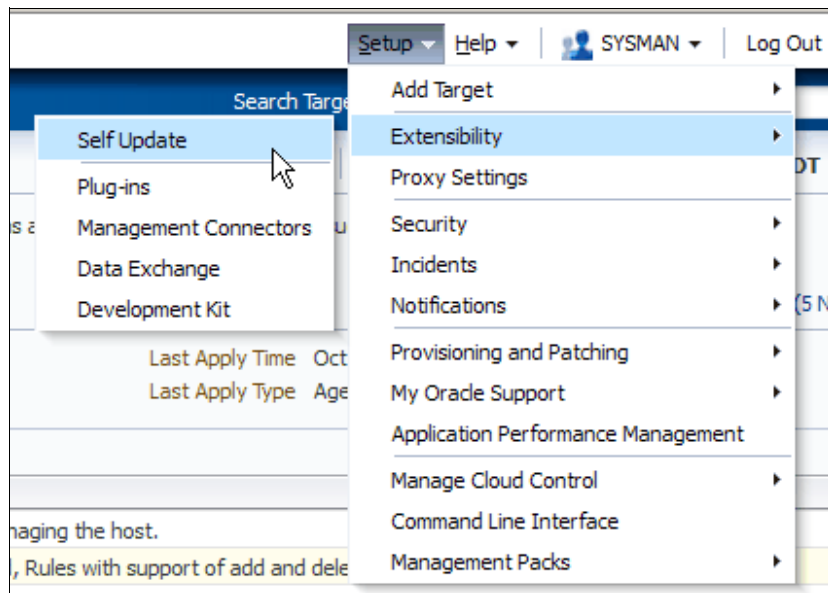 Setup Help SYSMAN Log Out
Search Targe
Add Target
Extensibility
Proxy Settings
Security
Incidents
Notifications
Provisioning and Patching
My Oracle Support
Application Performance Management
Manage Cloud Control
Command Line Interface
Management Packs
Self Update
Plug-ins
Management Connectors
Data Exchange
Development Kit
DT
is a
u
(5 N
Last Apply Time Oct
Last Apply Type Age
naging the host.
, Rules with support of add and dele